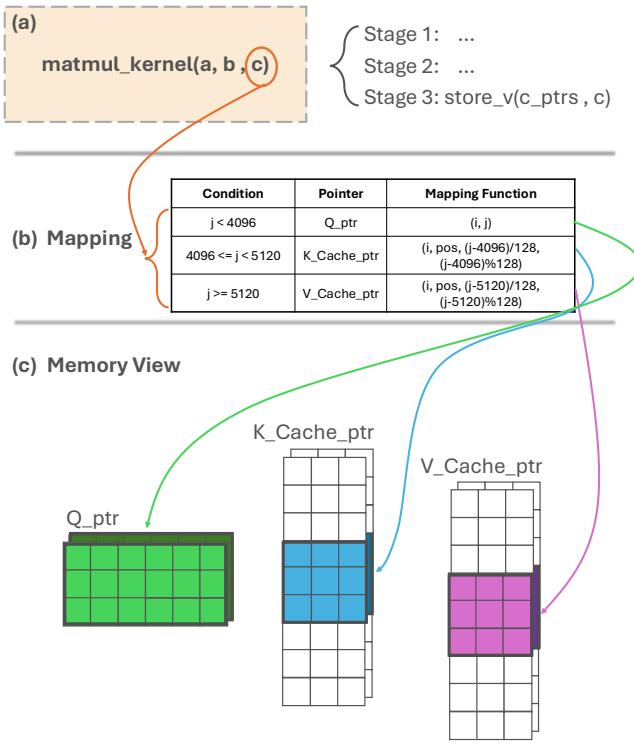 (a)
matmul_kernel(a, b , c)
Stage 1: ...
Stage 2: ...
Stage 3: store_v(c_ptrs , c)
(b) Mapping
Condition Pointer Mapping Function
j < 4096 Q_ptr (i, j)
4096 <= j < 5120 K_Cache_ptr (i, pos, (j-4096)/128,
(j-4096)%128)
j >= 5120 V_Cache_ptr (i, pos, (j-5120)/128,
(j-5120)%128)
(c) Memory View
K_Cache_ptr
V_Cache_ptr
Q_ptr